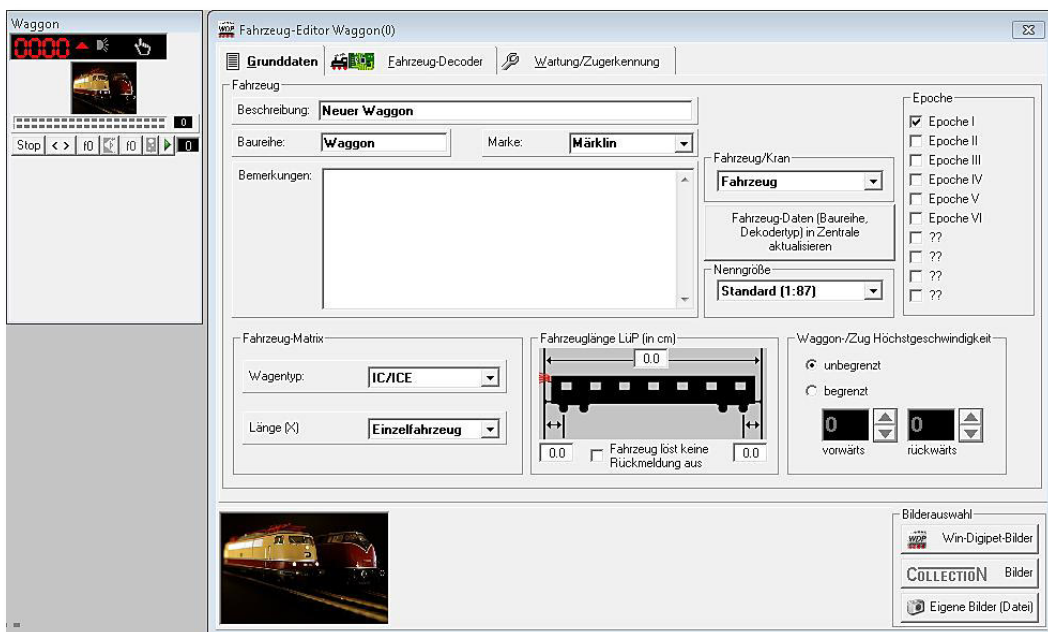 Waggon
0000
0
Stop < > f0 f0 0
WDP Fahrzeug-Editor Waggon(0)
Grunddaten Fahrzeug-Decoder Wartung/Zugerkennung
Fahrzeug
Beschreibung: Neuer Waggon
Baureihe: Waggon Marke: Märklin
Bemerkungen:
Fahrzeug/Kran
Fahrzeug
Fahrzeug-Daten (Baureihe,
Dekodertyp) in Zentrale
aktualisieren
Nenngröße
Standard (1:87)
Epoche
Epoche I
Epoche II
Epoche III
Epoche IV
Epoche V
Epoche VI
??
??
??
??
Fahrzeug-Matrix
Wagentyp: IC/ICE
Länge (X) Einzelfahrzeug
Fahrzeuglänge LüP (in cm)
0.0
0.0 Fahrzeug löst keine 0.0
Rückmeldung aus
Waggon-/Zug Höchstgeschwindigkeit
unbegrenzt
begrenzt
0 0
vorwärts rückwärts
Bilderauswahl
WDP Win-Digipet-Bilder
COLLECTION Bilder
Eigene Bilder (Datei)